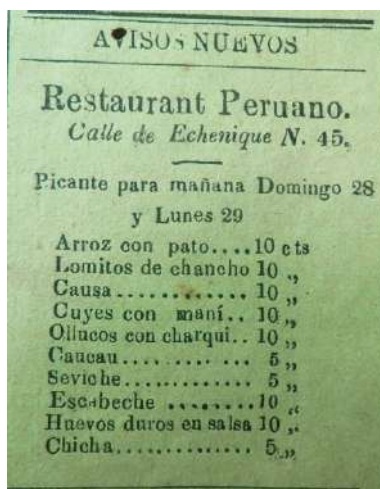 AVISOS NUEVOS
Restaurant Peruano.
Calle de Echenique N. 45.
Picante para mañana Domingo 28
y Lunes 29
Arroz con pato....10 cts
Lomitos de chancho 10 „
Causa............ 10 „
Cuyes con maní.. 10 „
Ollucos con charqui.. 10 „
Caucau............ 5 „
Seviche............ 5 „
Escabeche ........10 „
Huevos duros en salsa 10 „
Chicha.............. 5 „